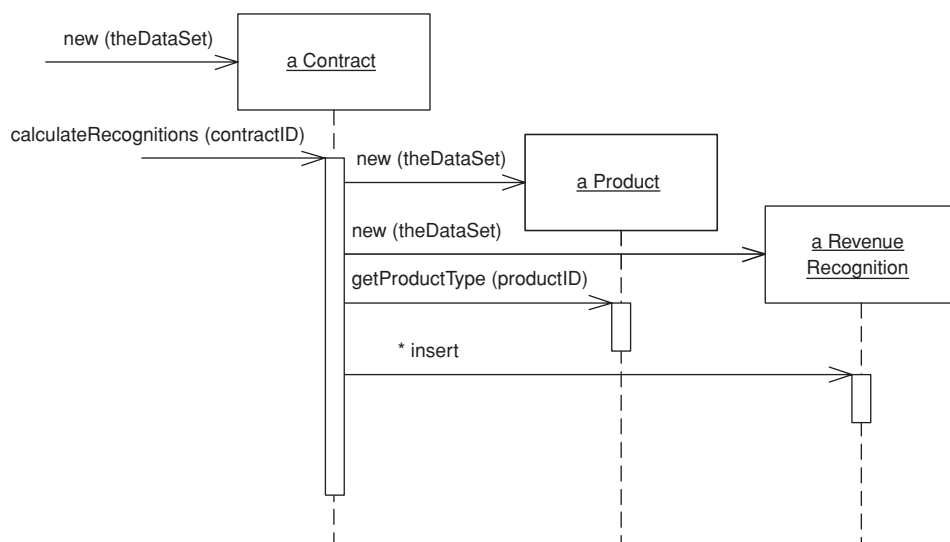 new (theDataSet)
a Contract
calculateRecognitions (contractID)
new (theDataSet)
a Product
new (theDataSet)
a Revenue
Recognition
getProductType (productID)
* insert